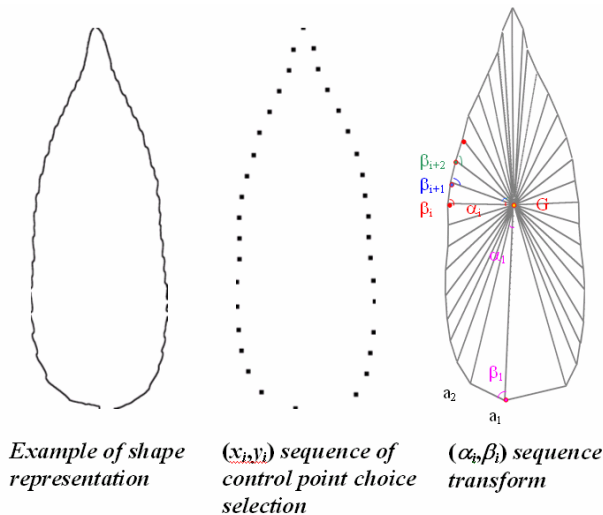 β_{i+2}
β_{i+1}
β_i
α_i
G
α_1
β_1
a_2
a_1
Example of shape
representation
(x_i,y_i) sequence of
control point choice
selection
(α_i,β_i) sequence
transform